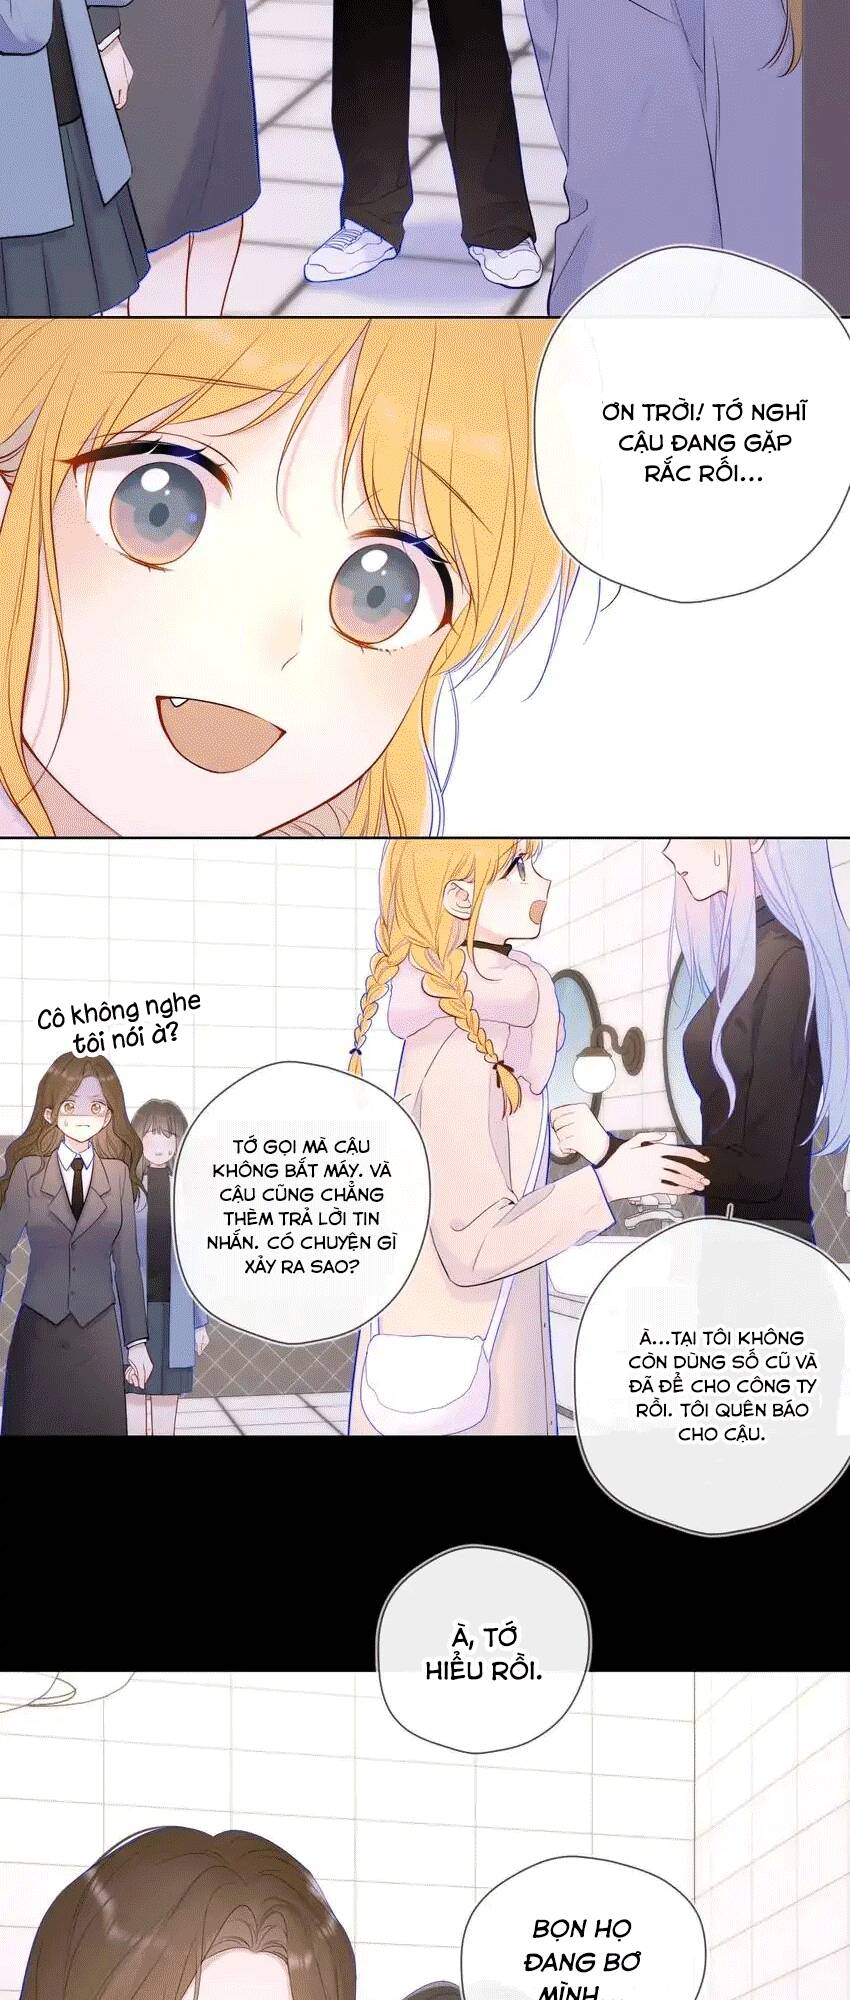 ƠN TRỜI! TỚ NGHĨ
CẬU ĐANG GẶP
RẮC RỐI...
Cô không nghe
tôi nói à?
TỚ GỌI MÀ CẬU
KHÔNG BẮT MÁY. VÀ
CẬU CŨNG CHẲNG
THÈM TRẢ LỜI TIN
NHẮN. CÓ CHUYỆN GÌ
XẢY RA SAO?
À...TẠI TÔI KHÔNG
CÒN DÙNG SỐ CŨ VÀ
ĐÃ ĐỂ CHO CÔNG TY
RỒI. TÔI QUÊN BÁO
CHO CẬU.
À, TỚ
HIỂU RỒI.
BỌN HỌ
ĐANG BƠ
MÌNH...